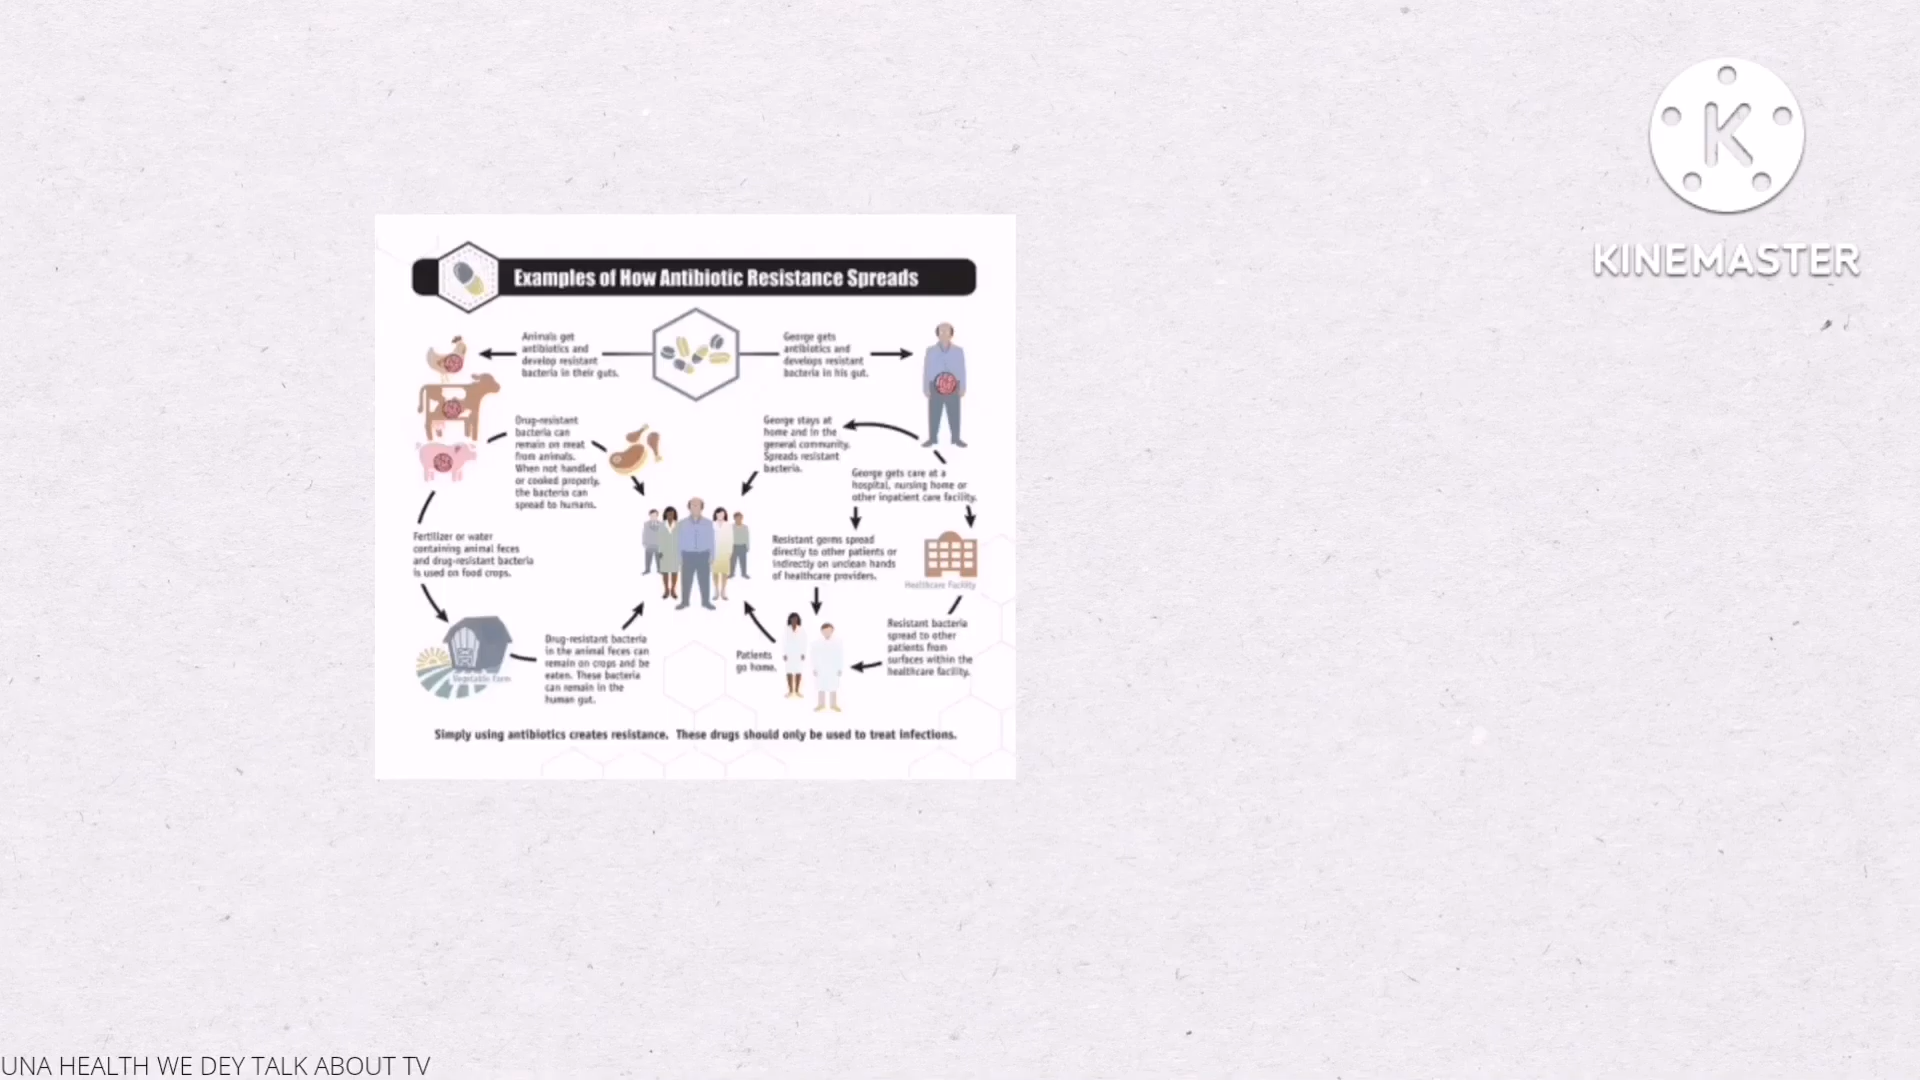 K
KINEMASTER
Examples of How Antibiotic Resistance Spreads
Animals get
antibiotics and
develop resistant
bacteria in their guts.
George gets
antibiotics and
develops resistant
bacteria in his gut.
Drug-resistant
bacteria can
remain on meat
from animals.
When not handled
or cooked properly,
the bacteria can
spread to humans.
George stays at
home and in the
general community.
Spreads resistant
bacteria.
George gets care at a
hospital, nursing home or
other inpatient care facility.
Fertilizer or water
containing animal feces
and drug-resistant bacteria
is used on food crops.
Resistant germs spread
directly to other patients or
indirectly on unclean hands
of healthcare providers.
Healthcare Facility
Vegetable Farm
Drug-resistant bacteria
in the animal feces can
remain on crops and be
eaten. These bacteria
can remain in the
human gut.
Patients
go home.
Resistant bacteria
spread to other
patients from
surfaces within the
healthcare facility.
Simply using antibiotics creates resistance. These drugs should only be used to treat infections.
UNA HEALTH WE DEY TALK ABOUT TV